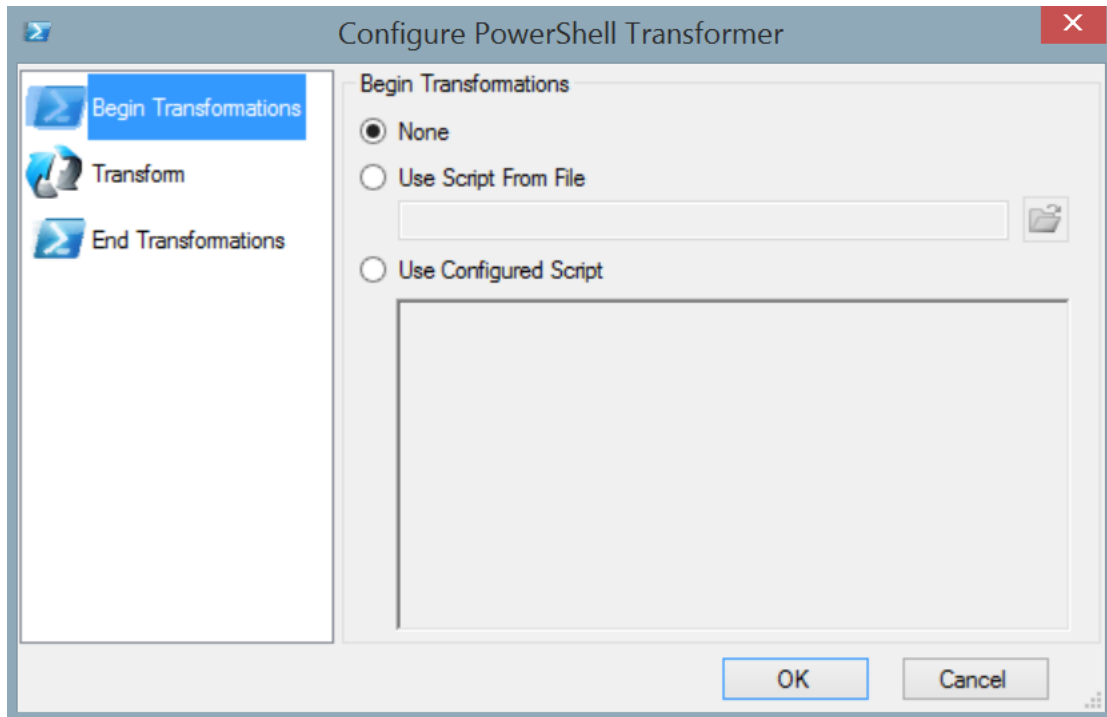 Configure PowerShell Transformer
Begin Transformations
Transform
End Transformations
Begin Transformations
None
Use Script From File
Use Configured Script
OK
Cancel